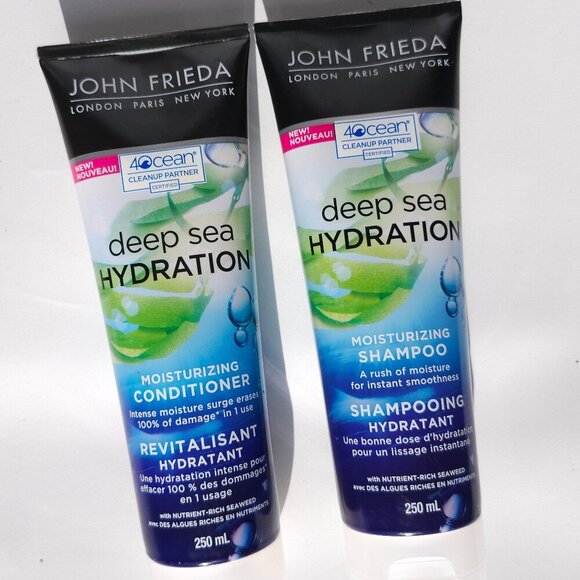 JOHN FRIEDA
LONDON PARIS NEW YORK
NEW!
NOUVEAU!
4ocean®
CLEANUP PARTNER
CERTIFIED
deep sea
HYDRATION
MOISTURIZING
CONDITIONER
Intense moisture surge erases
100% of damage* in 1 use
REVITALISANT
HYDRATANT
Une hydratation intense pour
effacer 100 % des dommages*
en 1 usage
with NUTRIENT-RICH SEAWEED
avec DES ALGUES RICHES EN NUTRIMENTS
250 mL
JOHN FRIEDA
LONDON PARIS NEW YORK
NEW!
NOUVEAU!
4ocean®
CLEANUP PARTNER
CERTIFIED
deep sea
HYDRATION
MOISTURIZING
SHAMPOO
A rush of moisture
for instant smoothness
SHAMPOOING
HYDRATANT
Une bonne dose d'hydratation
pour un lissage instantané
with NUTRIENT-RICH SEAWEED
avec DES ALGUES RICHES EN NUTRIMENTS
250 mL